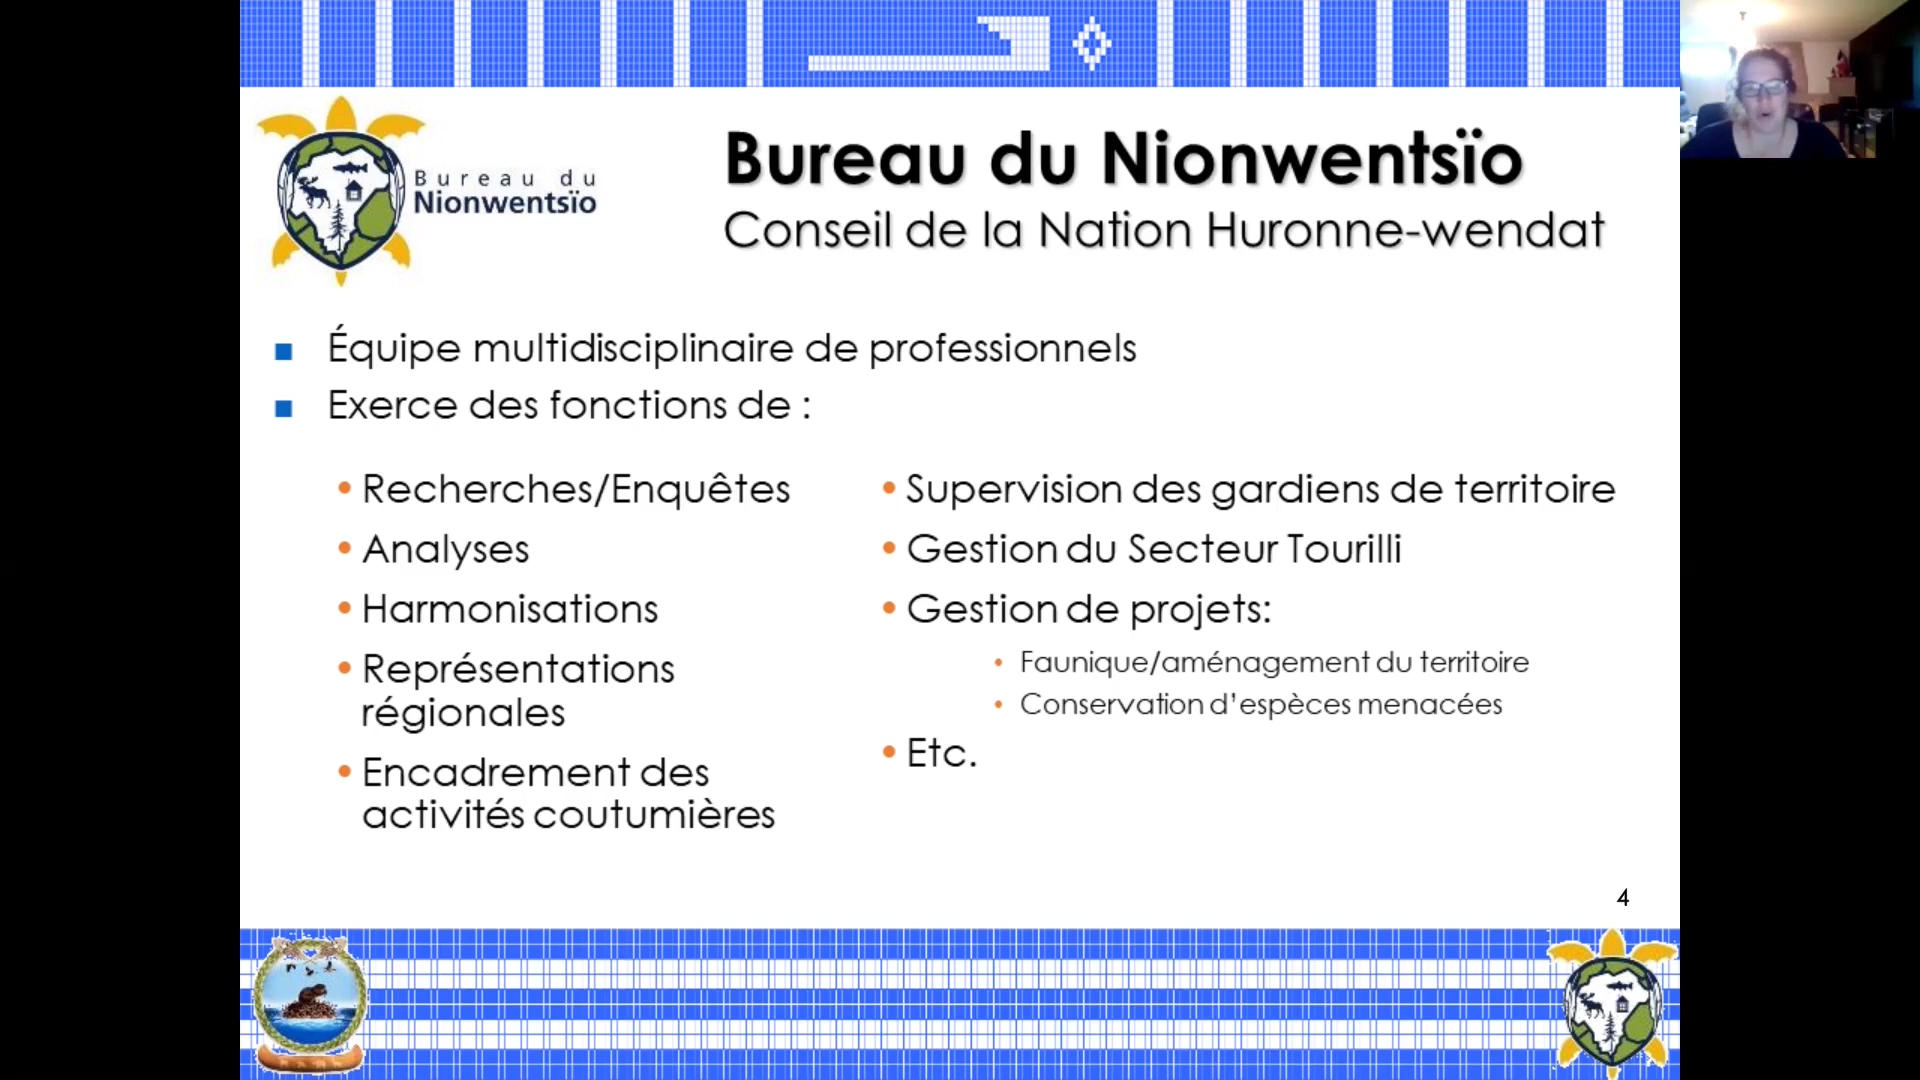 Bureau du
Nionwentsïo
Bureau du Nionwentsïo
Conseil de la Nation Huronne-wendat
Équipe multidisciplinaire de professionnels
Exerce des fonctions de :
• Recherches/Enquêtes
• Analyses
• Harmonisations
• Représentations
régionales
• Encadrement des
activités coutumières
• Supervision des gardiens de territoire
• Gestion du Secteur Tourilli
• Gestion de projets:
• Faunique/aménagement du territoire
• Conservation d'espèces menacées
• Etc.
4